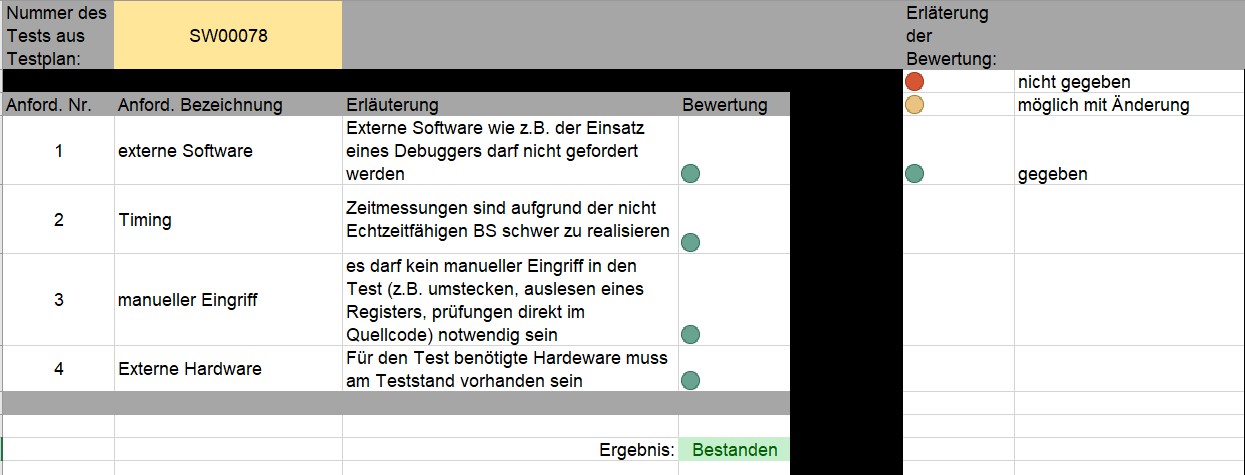 Nummer des
Tests aus
Testplan:
SW00078
Erläterung
der
Bewertung:
nicht gegeben
Anford. Nr.
Anford. Bezeichnung
Erläuterung
Bewertung
möglich mit Änderung
1
externe Software
Externe Software wie z.B. der Einsatz
eines Debuggers darf nicht gefordert
werden
gegeben
2
Timing
Zeitmessungen sind aufgrund der nicht
Echtzeitfähigen BS schwer zu realisieren
3
manueller Eingriff
es darf kein manueller Eingriff in den
Test (z.B. umstecken, auslesen eines
Registers, prüfungen direkt im
Quellcode) notwendig sein
4
Externe Hardware
Für den Test benötigte Hardeware muss
am Teststand vorhanden sein
Ergebnis:
Bestanden